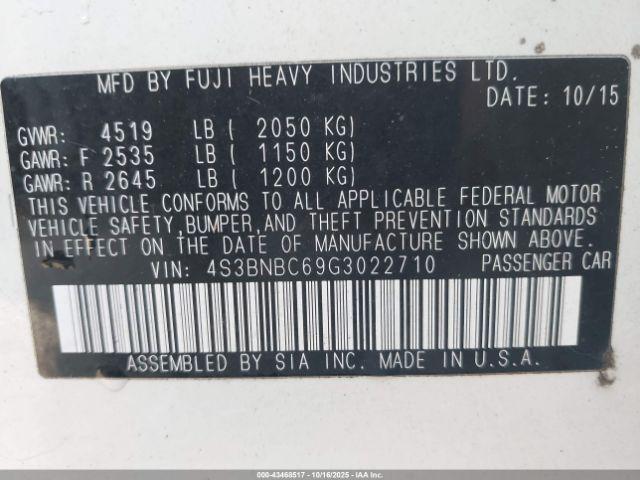 MFD BY FUJI HEAVY INDUSTRIES LTD.
DATE: 10/15
GVWR: 4519 LB ( 2050 KG)
GAWR: F 2535 LB ( 1150 KG)
GAWR: R 2645 LB ( 1200 KG)
THIS VEHICLE CONFORMS TO ALL APPLICABLE FEDERAL MOTOR
VEHICLE SAFETY, BUMPER, AND THEFT PREVENTION STANDARDS
IN EFFECT ON THE DATE OF MANUFACTURE SHOWN ABOVE.
VIN: 4S3BNBC69G3022710 PASSENGER CAR
ASSEMBLED BY SIA INC. MADE IN U.S.A.
000-43468517 - 10/16/2025 - IAAI.COM